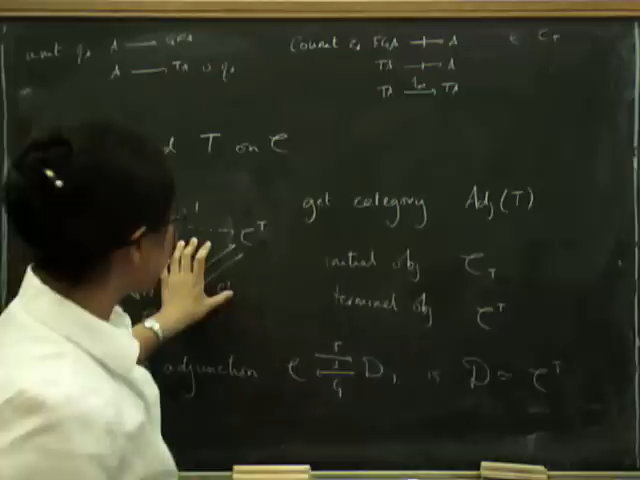 unit η_A A → GFA Counit ε_A FGA ⇸ A ε C_T
A → TA is η_A TA ⇸ A
TA → TA
T on C
! get category Adj(T)
C^T initial obj C_T
terminal obj C^T
adjunction C F ⊥ G D, is D ≃ C^T